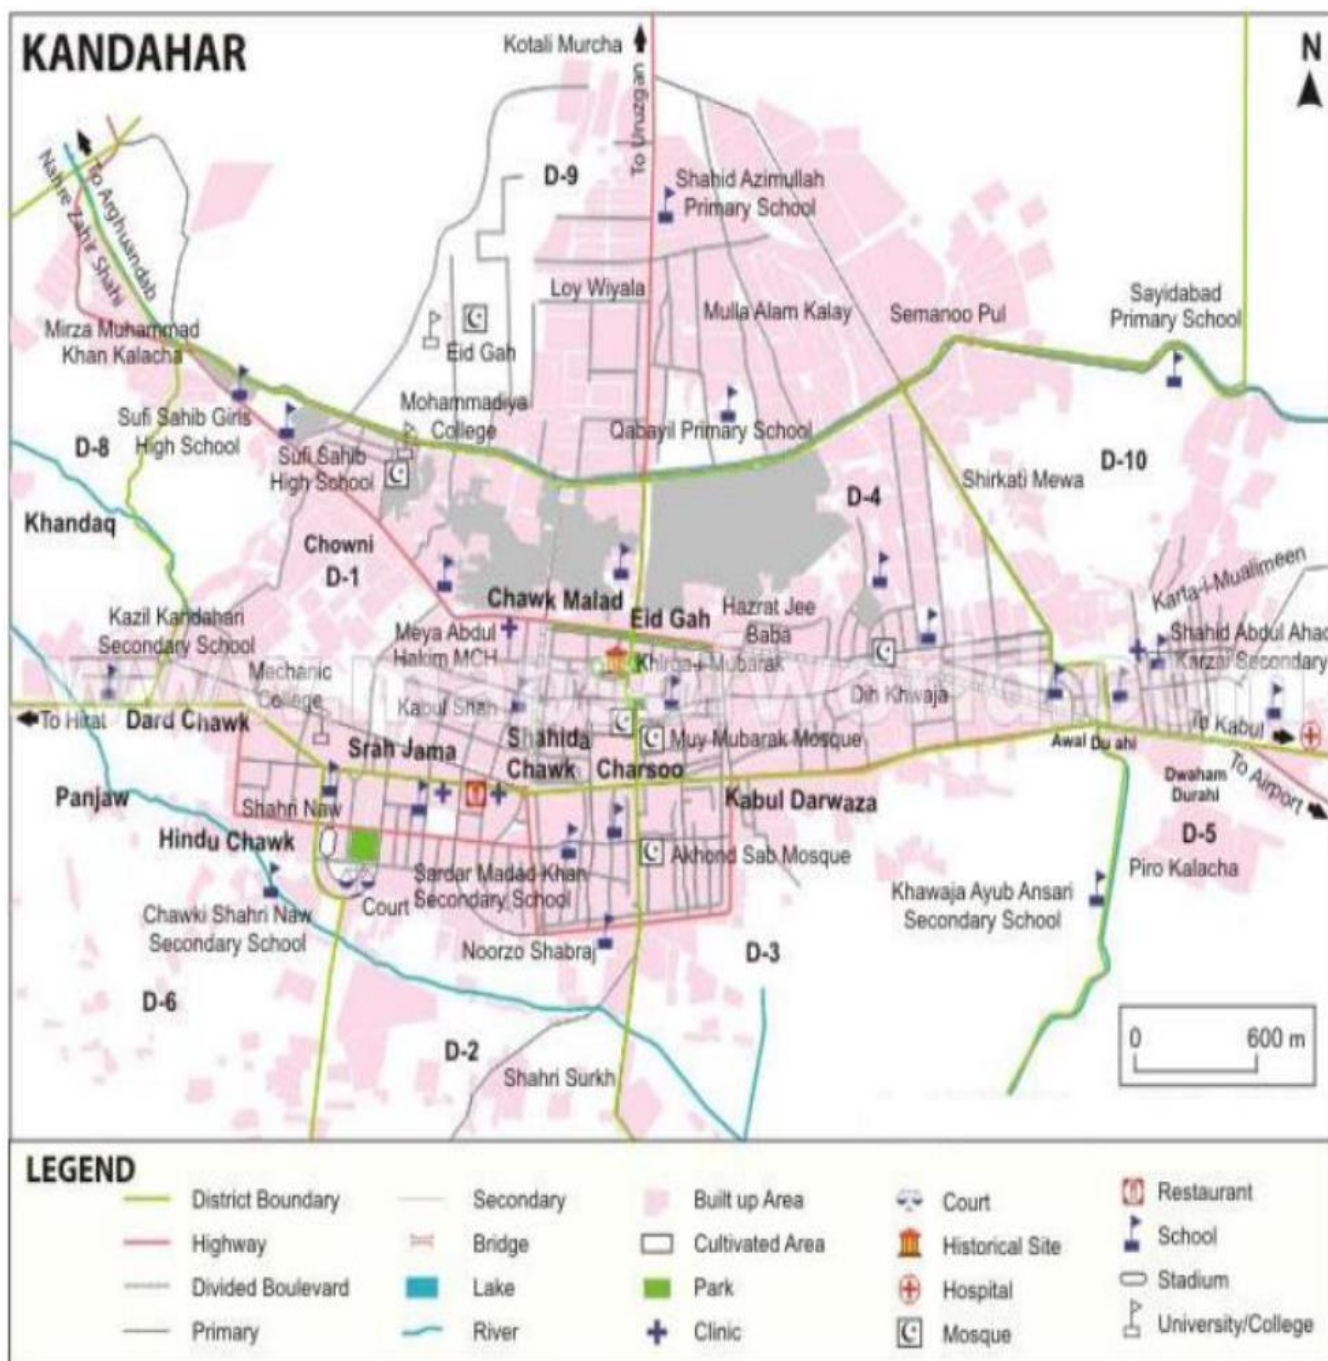 KANDAHAR
N
Kotali Murcha
To Uruzgan
D-9
Shahid Azimullah
Primary School
To Arghandab
Nahre Zahir Shahi
Loy Wiyala
Mulla Alam Kalay
Semanoo Pul
Sayidabad
Primary School
Mirza Muhammad
Khan Kalacha
Eid Gah
Mohammadiya
College
Sufi Sahib Girls
High School
D-8
Qabayil Primary School
Sufi Sahib
High School
Shirkati Mewa
D-10
D-4
Khandaq
Chowni
D-1
Karta-i-Mualimeen
Chawk Malad
Eid Gah
Hazrat Jee
Baba
Kazil Kandahari
Secondary School
Meya Abdul
Hakim MCH
Shahid Abdul Ahad
Karzai Secondary
Khirqa-i-Mubarak
Mechanic
College
Dih Khwaja
Kabul Shah
To Hirat
Dard Chawk
To Kabul
Srah Jama
Shahida
Chawk
Charsoo
Muy Mubarak Mosque
Awal Du ahi
To Airport
Dwaham
Durahi
Panjaw
Shahri Naw
Kabul Darwaza
Hindu Chawk
D-5
Akhond Sab Mosque
Piro Kalacha
Sardar Madad Khan
Secondary School
Khawaja Ayub Ansari
Secondary School
Chawki Shahri Naw
Secondary School
Court
Noorzo Shabraj
D-3
D-6
D-2
Shahri Surkh
0 600 m
LEGEND
District Boundary
Highway
Divided Boulevard
Primary
Secondary
Bridge
Lake
River
Built up Area
Cultivated Area
Park
Clinic
Court
Historical Site
Hospital
Mosque
Restaurant
School
Stadium
University/College